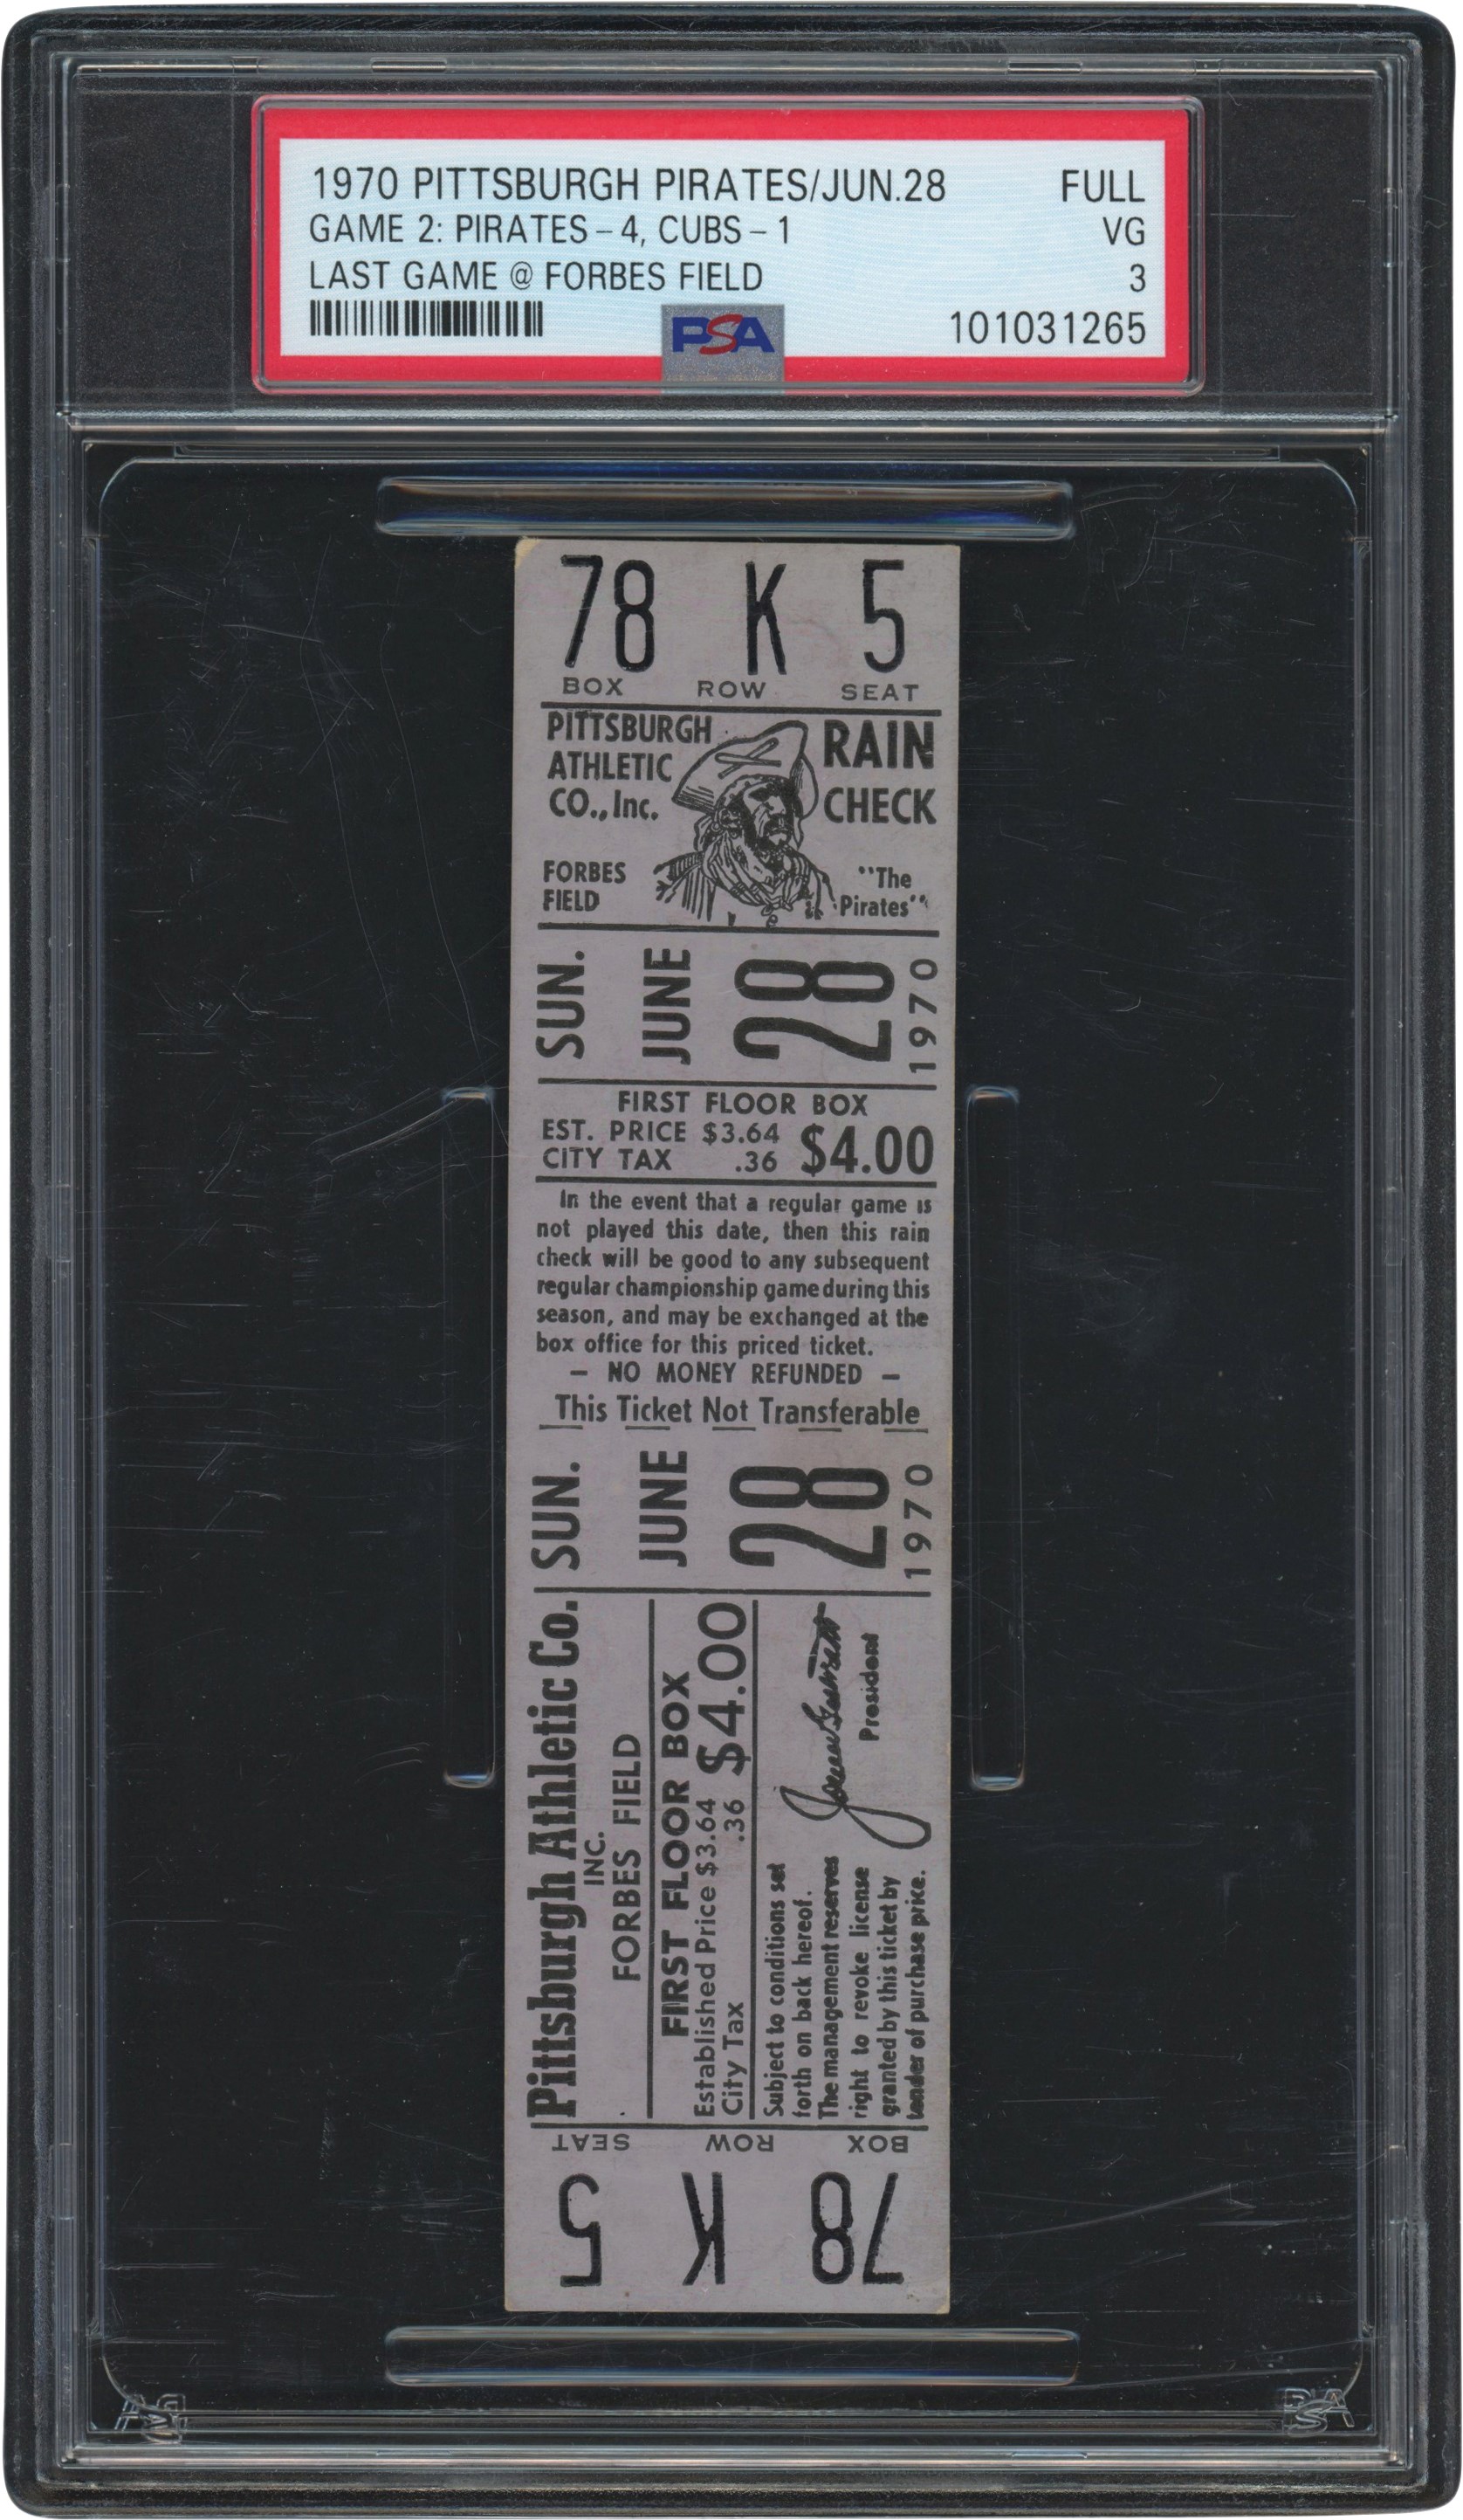 1970 PITTSBURGH PIRATES/JUN.28 FULL
GAME 2: PIRATES - 4, CUBS - 1 VG
LAST GAME @ FORBES FIELD 3
PSA 101031265
78 K 5
BOX ROW SEAT
PITTSBURGH
ATHLETIC
CO., Inc.
RAIN
CHECK
FORBES
FIELD
"The
Pirates"
SUN.
JUNE
28
1970
FIRST FLOOR BOX
EST. PRICE $3.64
CITY TAX .36 $4.00
In the event that a regular game is
not played this date, then this rain
check will be good to any subsequent
regular championship game during this
season, and may be exchanged at the
box office for this priced ticket.
- NO MONEY REFUNDED -
This Ticket Not Transferable
SUN.
JUNE
28
1970
Pittsburgh Athletic Co.
INC.
FORBES FIELD
FIRST FLOOR BOX
Established Price $3.64
City Tax .36 $4.00
Subject to conditions set
forth on back hereof.
The management reserves
right to revoke license
granted by this ticket by
tender of purchase price.
President
BOX ROW SEAT
78 K 5
PSA